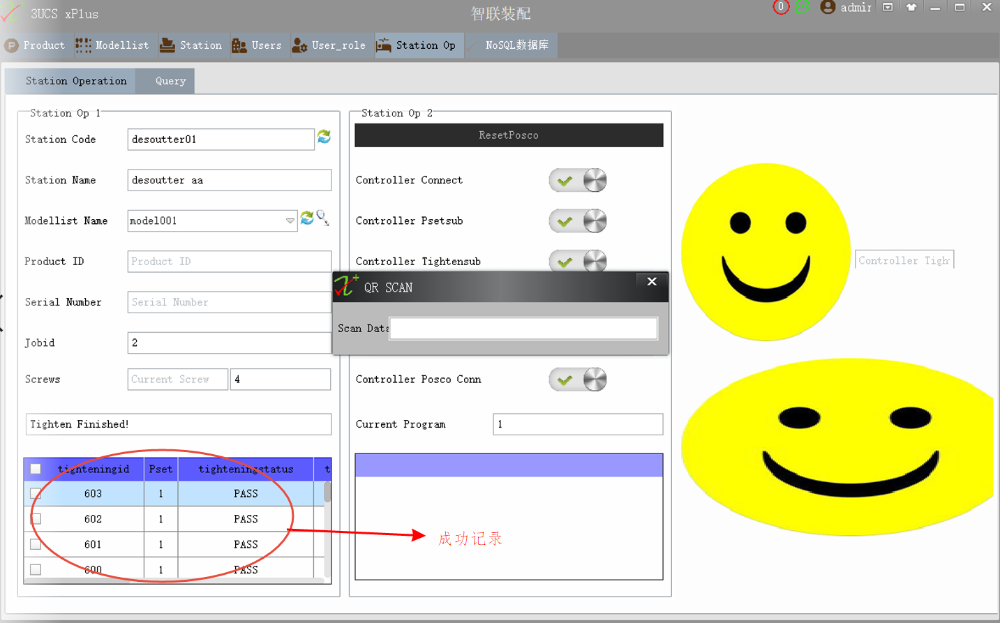 3UCS xPlus
智联装配
0
admin
P Product
Modellist
Station
Users
User_role
Station Op
NoSQL数据库
Station Operation
Query
Station Op 1
Station Code
desoutter01
Station Name
desoutter aa
Modellist Name
model001
Product ID
Product ID
Serial Number
Serial Number
Jobid
2
Screws
Current Screw
4
Tighten Finished!
tighteningid Pset tighteningstatus t
603 1 PASS
602 1 PASS
601 1 PASS
600 1 PASS
Station Op 2
ResetPosco
Controller Connect
Controller Psetsub
Controller Tightensub
QR SCAN
Scan Data
Controller Posco Conn
Current Program
1
成功记录
Controller Tigh